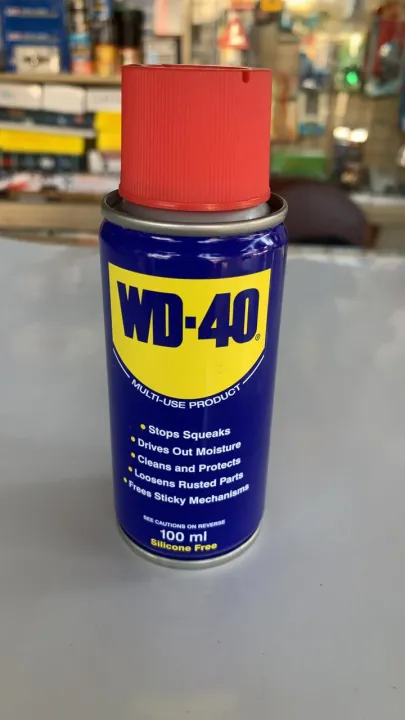 WD-40®
MULTI-USE PRODUCT
• Stops Squeaks
• Drives Out Moisture
• Cleans and Protects
• Loosens Rusted Parts
• Frees Sticky Mechanisms
SEE CAUTIONS ON REVERSE
100 ml
Silicone Free